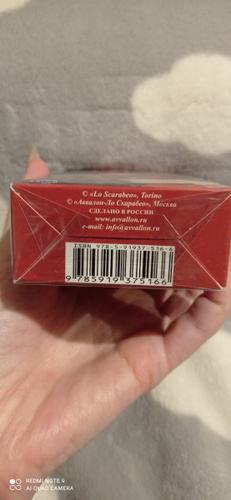 © «Lo Scarabeo», Torino
© «Аввалон-Ло Скарабео», Москва
СДЕЛАНО В РОССИИ
www.avvallon.ru
e-mail: info@avvallon.ru
ISBN 978-5-91937-516-6
9 785919 375166
REDMI NOTE 9
AI QUAD CAMERA